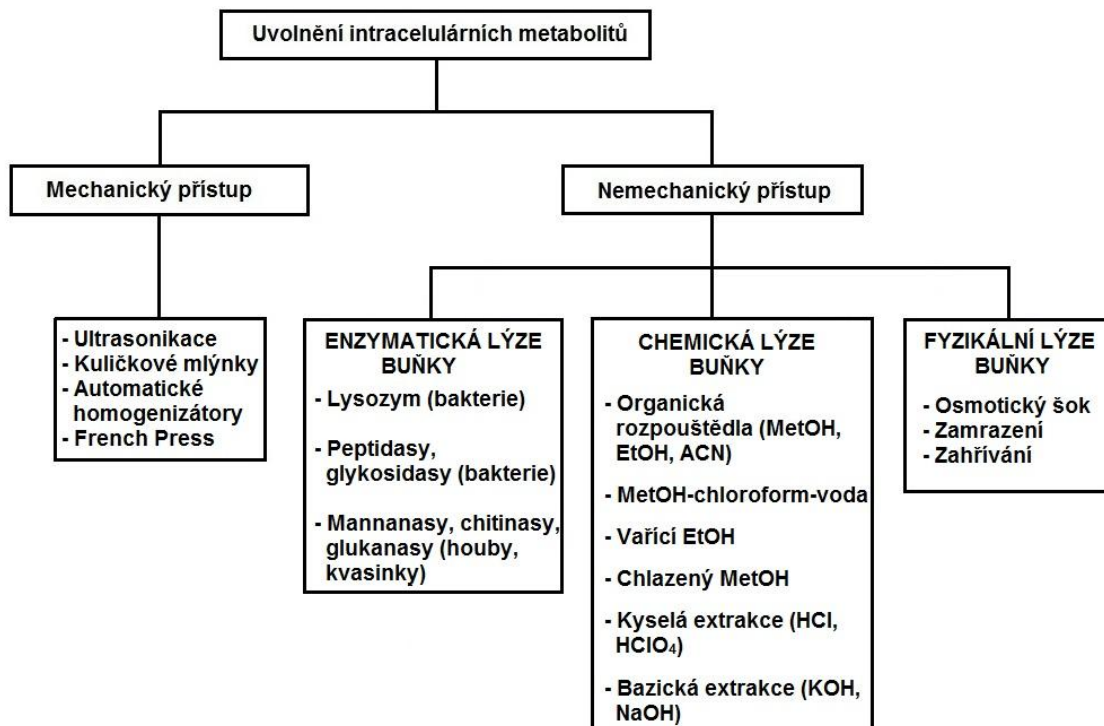 Uvolnění intracelulárních metabolitů
Mechanický přístup
Nemechanický přístup
- Ultrasonikace
- Kuličkové mlýnky
- Automatické
homogenizátory
- French Press
ENZYMATICKÁ LÝZE
BUŇKY
- Lysozym (bakterie)
- Peptidasy,
glykosidasy (bakterie)
- Mannanasy, chitinasy,
glukanasy (houby,
kvasinky)
CHEMICKÁ LÝZE
BUŇKY
- Organická
rozpouštědla (MetOH,
EtOH, ACN)
- MetOH-chloroform-voda
- Vařící EtOH
- Chlazený MetOH
- Kyselá extrakce (HCl,
HClO₄)
- Bazická extrakce (KOH,
NaOH)
FYZIKÁLNÍ LÝZE
BUŇKY
- Osmotický šok
- Zamrazení
- Zahřívání